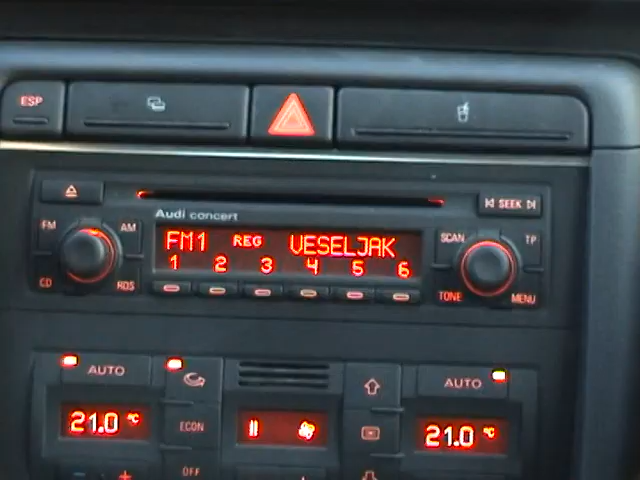 ESP
SEEK
Audi concert
FM AM
FM1 REG VESELJAK
SCAN TP
1 2 3 4 5 6
CD RDS
TONE MENU
AUTO
AUTO
21.0 °C
ECON
21.0 °C
OFF